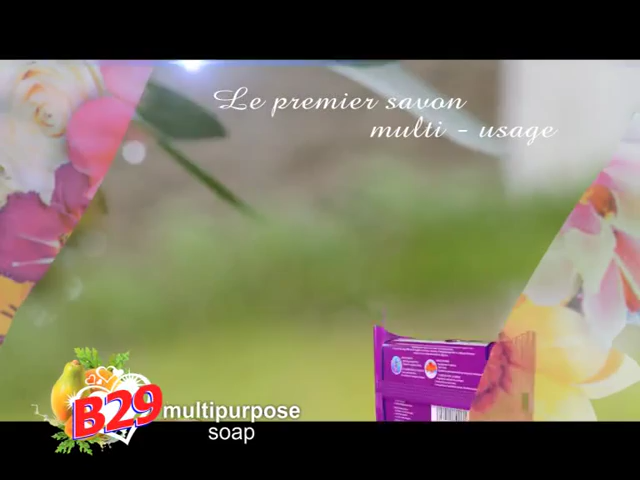 Le premier savon
multi - usage
B29
multipurpose
soap